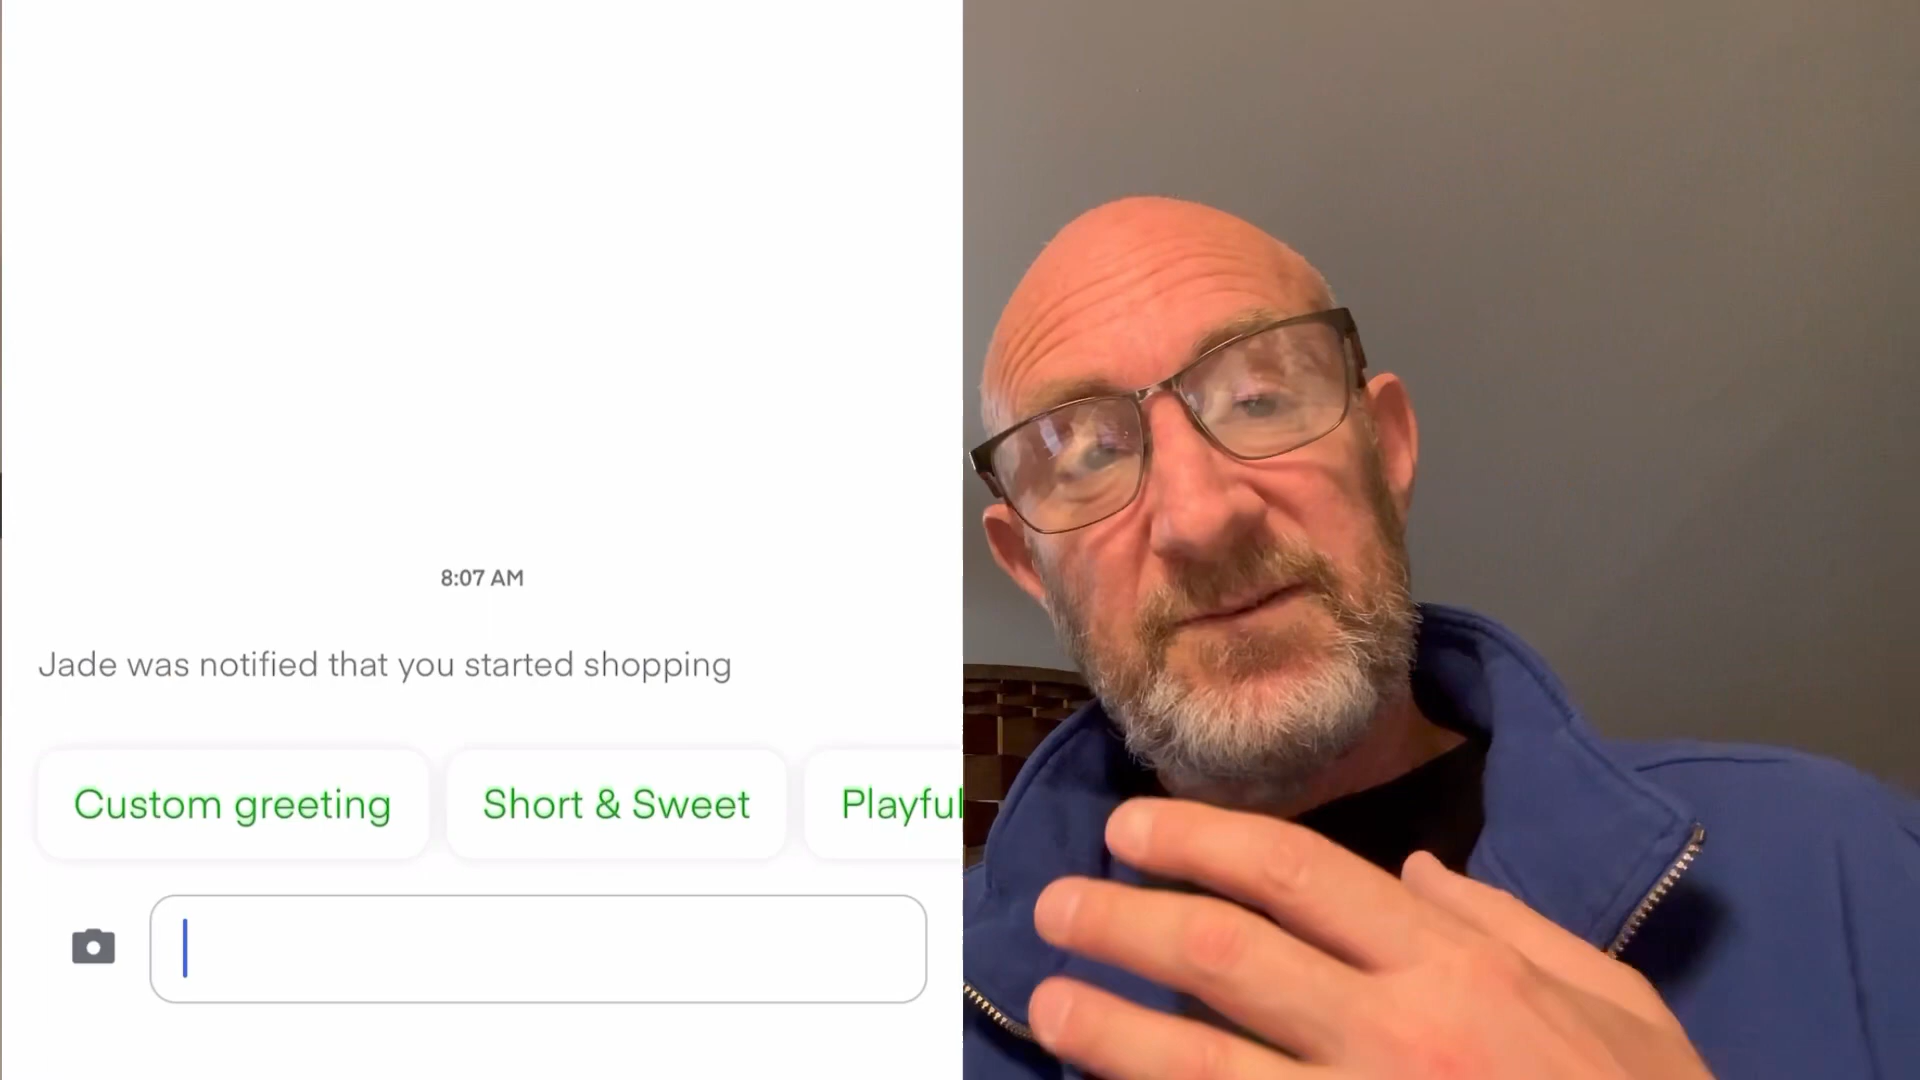 8:07 AM
Jade was notified that you started shopping
Custom greeting
Short & Sweet
Playful